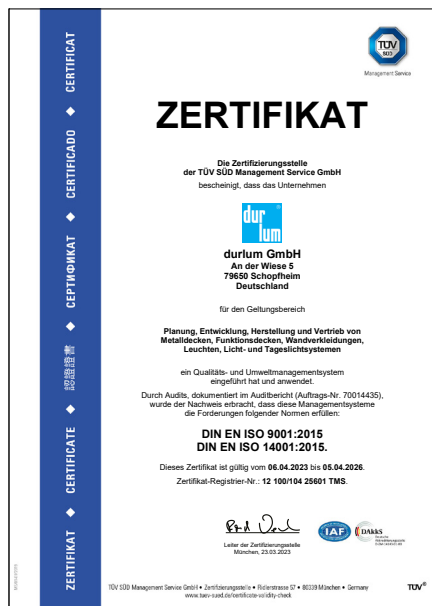 TÜV
SÜD
Management Service
ZERTIFIKAT
Die Zertifizierungsstelle
der TÜV SÜD Management Service GmbH
bescheinigt, dass das Unternehmen
dur
lum
®
durlum GmbH
An der Wiese 5
79650 Schopfheim
Deutschland
für den Geltungsbereich
Planung, Entwicklung, Herstellung und Vertrieb von
Metalldecken, Funktionsdecken, Wandverkleidungen,
Leuchten, Licht- und Tageslichtsystemen
ein Qualitäts- und Umweltmanagementsystem
eingeführt hat und anwendet.
Durch Audits, dokumentiert im Auditbericht (Auftrags-Nr. 70014435),
wurde der Nachweis erbracht, dass diese Managementsysteme
die Forderungen folgender Normen erfüllen:
DIN EN ISO 9001:2015
DIN EN ISO 14001:2015.
Dieses Zertifikat ist gültig vom 06.04.2023 bis 05.04.2026.
Zertifikat-Registrier-Nr.: 12 100/104 25601 TMS.
Leiter der Zertifizierungsstelle
München, 23.03.2023
IAF
DAkkS
TÜV SÜD Management Service GmbH • Zertifizierungsstelle • Ridlerstrasse 57 • 80339 München • Germany
www.tuev-sued.de/certificate-validity-check
TÜV®
ZERTIFIKAT ◆ CERTIFICATE ◆ 認證證書 ◆ СЕРТИФИКАТ ◆ CERTIFICADO ◆ CERTIFICAT